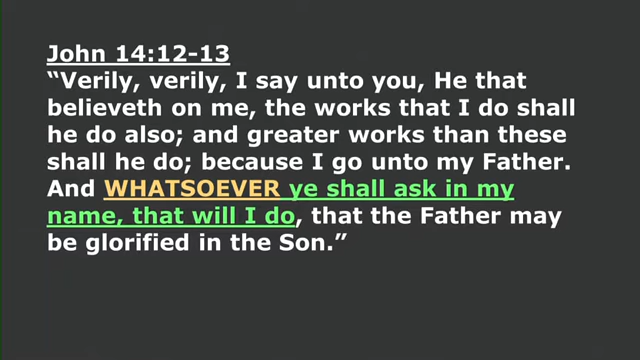 John 14:12-13
“Verily, verily, I say unto you, He that
believeth on me, the works that I do shall
he do also; and greater works than these
shall he do; because I go unto my Father.
And WHATSOEVER ye shall ask in my
name, that will I do, that the Father may
be glorified in the Son.”